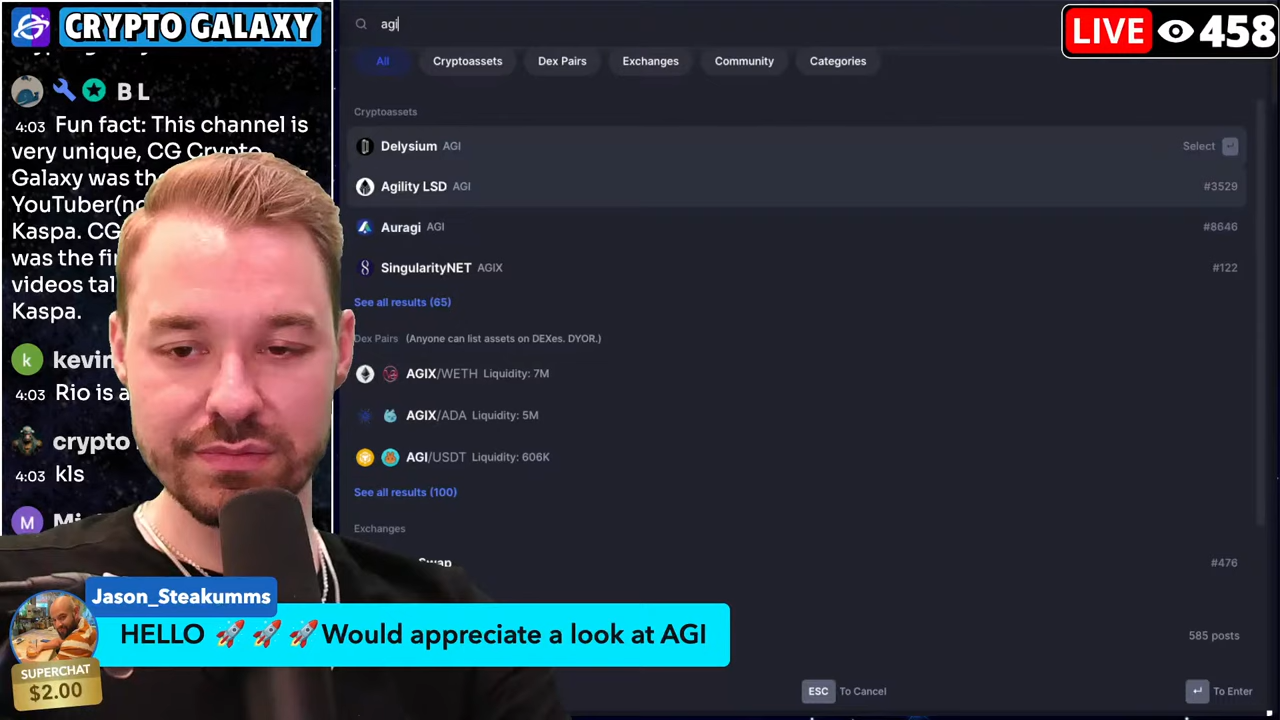 CRYPTO GALAXY
B L
4:03 Fun fact: This channel is
very unique, CG Crypto
Galaxy was the
YouTuber(no
Kaspa. CG
was the
videos
Kaspa.
kevin
4:03 Rio is a
crypto
4:03 kls
M
agi
LIVE 458
All Cryptoassets Dex Pairs Exchanges Community Categories
Cryptoassets
Delysium AGI Select
Agility LSD AGI #3529
Auragi AGI #8646
SingularityNET AGIX #122
See all results (65)
Dex Pairs (Anyone can list assets on DEXes. DYOR.)
AGIX/WETH Liquidity: 7M
AGIX/ADA Liquidity: 5M
AGI/USDT Liquidity: 606K
See all results (100)
Exchanges
Swap #476
585 posts
ESC To Cancel To Enter
Jason_Steakumms
HELLO 🚀 🚀 🚀Would appreciate a look at AGI
SUPERCHAT
$2.00